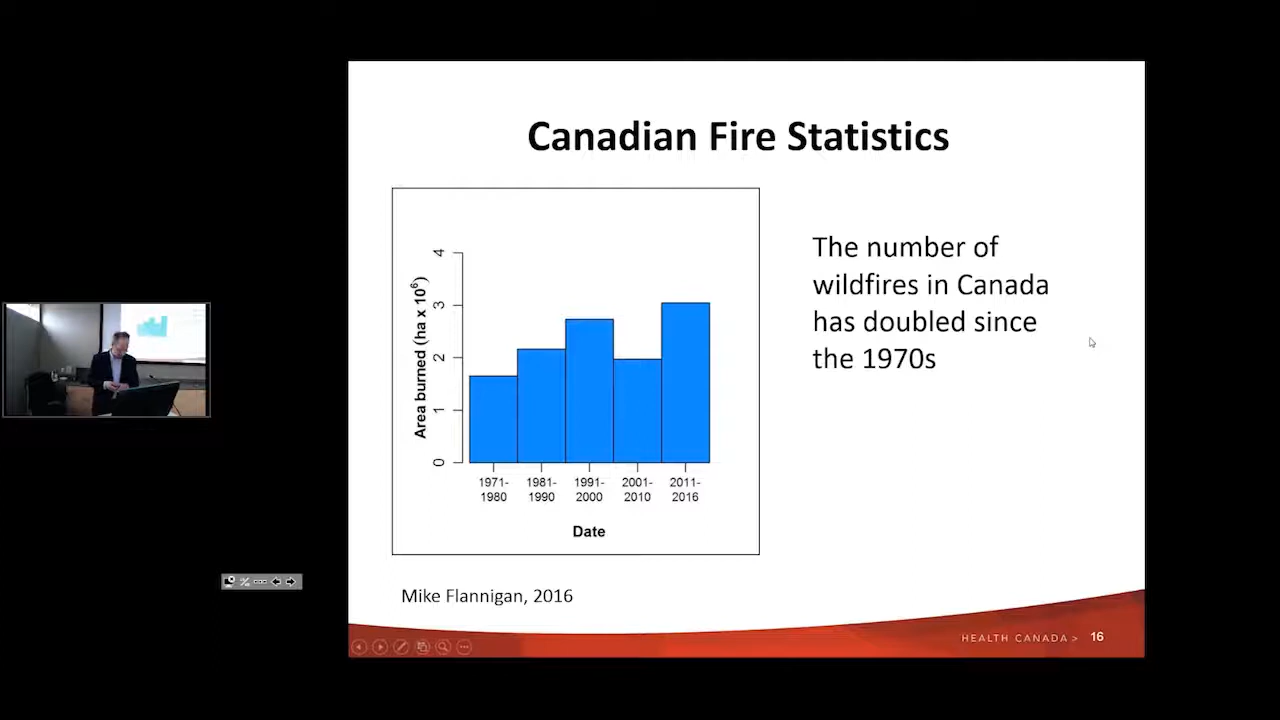 Canadian Fire Statistics
Area burned (ha x 10⁶)
4
3
2
1
0
1971-
1980
1981-
1990
1991-
2000
2001-
2010
2011-
2016
Date
The number of
wildfires in Canada
has doubled since
the 1970s
Mike Flannigan, 2016
HEALTH CANADA > 16